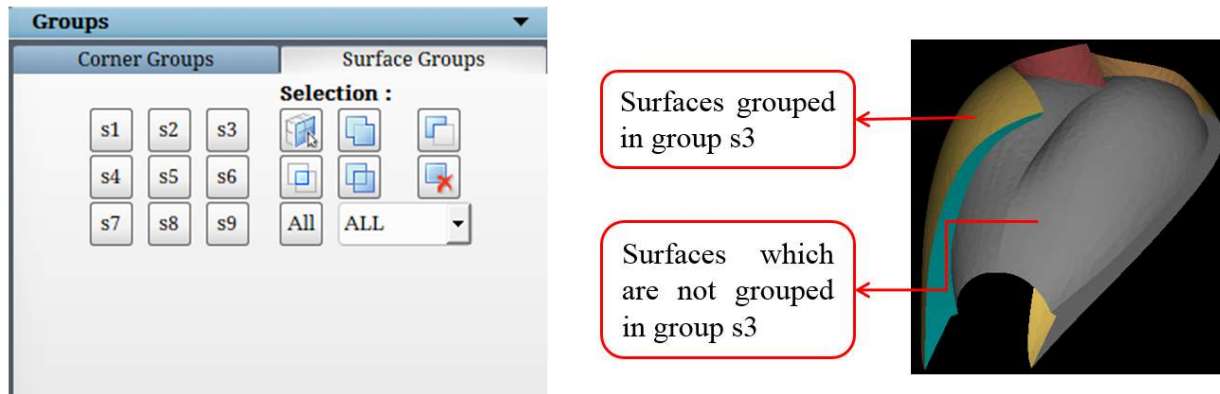 Groups
Corner Groups Surface Groups
Selection :
s1 s2 s3
s4 s5 s6
s7 s8 s9 All ALL
Surfaces grouped
in group s3
Surfaces which
are not grouped
in group s3